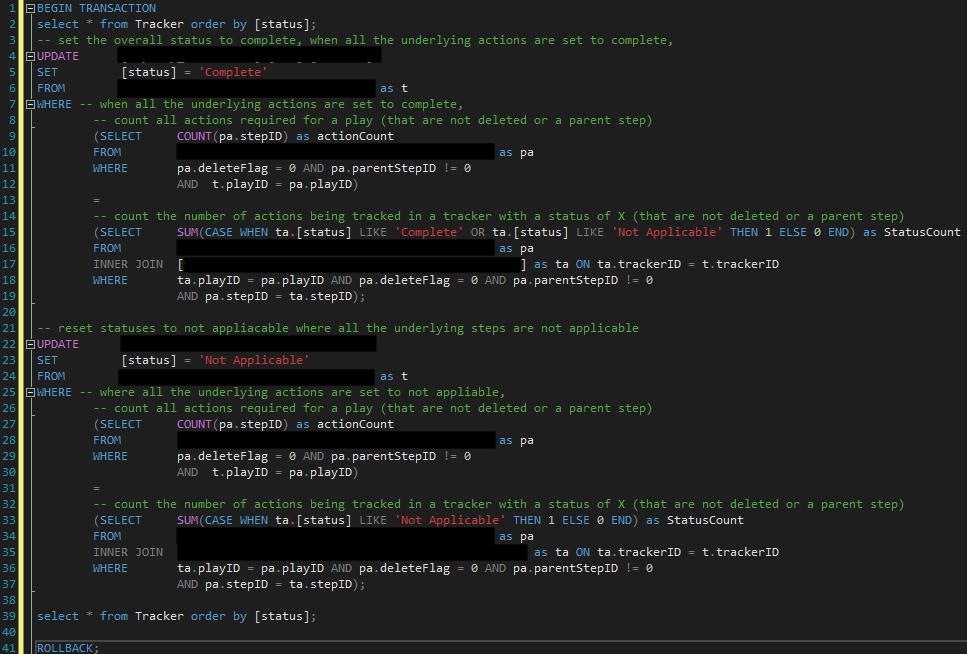 1 BEGIN TRANSACTION
2 select * from Tracker order by [status];
3 -- set the overall status to complete, when all the underlying actions are set to complete,
4 UPDATE
5 SET [status] = 'Complete'
6 FROM as t
7 WHERE -- when all the underlying actions are set to complete,
8 -- count all actions required for a play (that are not deleted or a parent step)
9 (SELECT COUNT(pa.stepID) as actionCount
10 FROM as pa
11 WHERE pa.deleteFlag = 0 AND pa.parentStepID != 0
12 AND t.playID = pa.playID)
13 =
14 -- count the number of actions being tracked in a tracker with a status of X (that are not deleted or a parent step)
15 (SELECT SUM(CASE WHEN ta.[status] LIKE 'Complete' OR ta.[status] LIKE 'Not Applicable' THEN 1 ELSE 0 END) as StatusCount
16 FROM as pa
17 INNER JOIN [ ] as ta ON ta.trackerID = t.trackerID
18 WHERE ta.playID = pa.playID AND pa.deleteFlag = 0 AND pa.parentStepID != 0
19 AND pa.stepID = ta.stepID);
20
21 -- reset statuses to not appliacable where all the underlying steps are not applicable
22 UPDATE
23 SET [status] = 'Not Applicable'
24 FROM as t
25 WHERE -- where all the underlying actions are set to not appliable,
26 -- count all actions required for a play (that are not deleted or a parent step)
27 (SELECT COUNT(pa.stepID) as actionCount
28 FROM as pa
29 WHERE pa.deleteFlag = 0 AND pa.parentStepID != 0
30 AND t.playID = pa.playID)
31 =
32 -- count the number of actions being tracked in a tracker with a status of X (that are not deleted or a parent step)
33 (SELECT SUM(CASE WHEN ta.[status] LIKE 'Not Applicable' THEN 1 ELSE 0 END) as StatusCount
34 FROM as pa
35 INNER JOIN as ta ON ta.trackerID = t.trackerID
36 WHERE ta.playID = pa.playID AND pa.deleteFlag = 0 AND pa.parentStepID != 0
37 AND pa.stepID = ta.stepID);
38
39 select * from Tracker order by [status];
40
41 ROLLBACK;